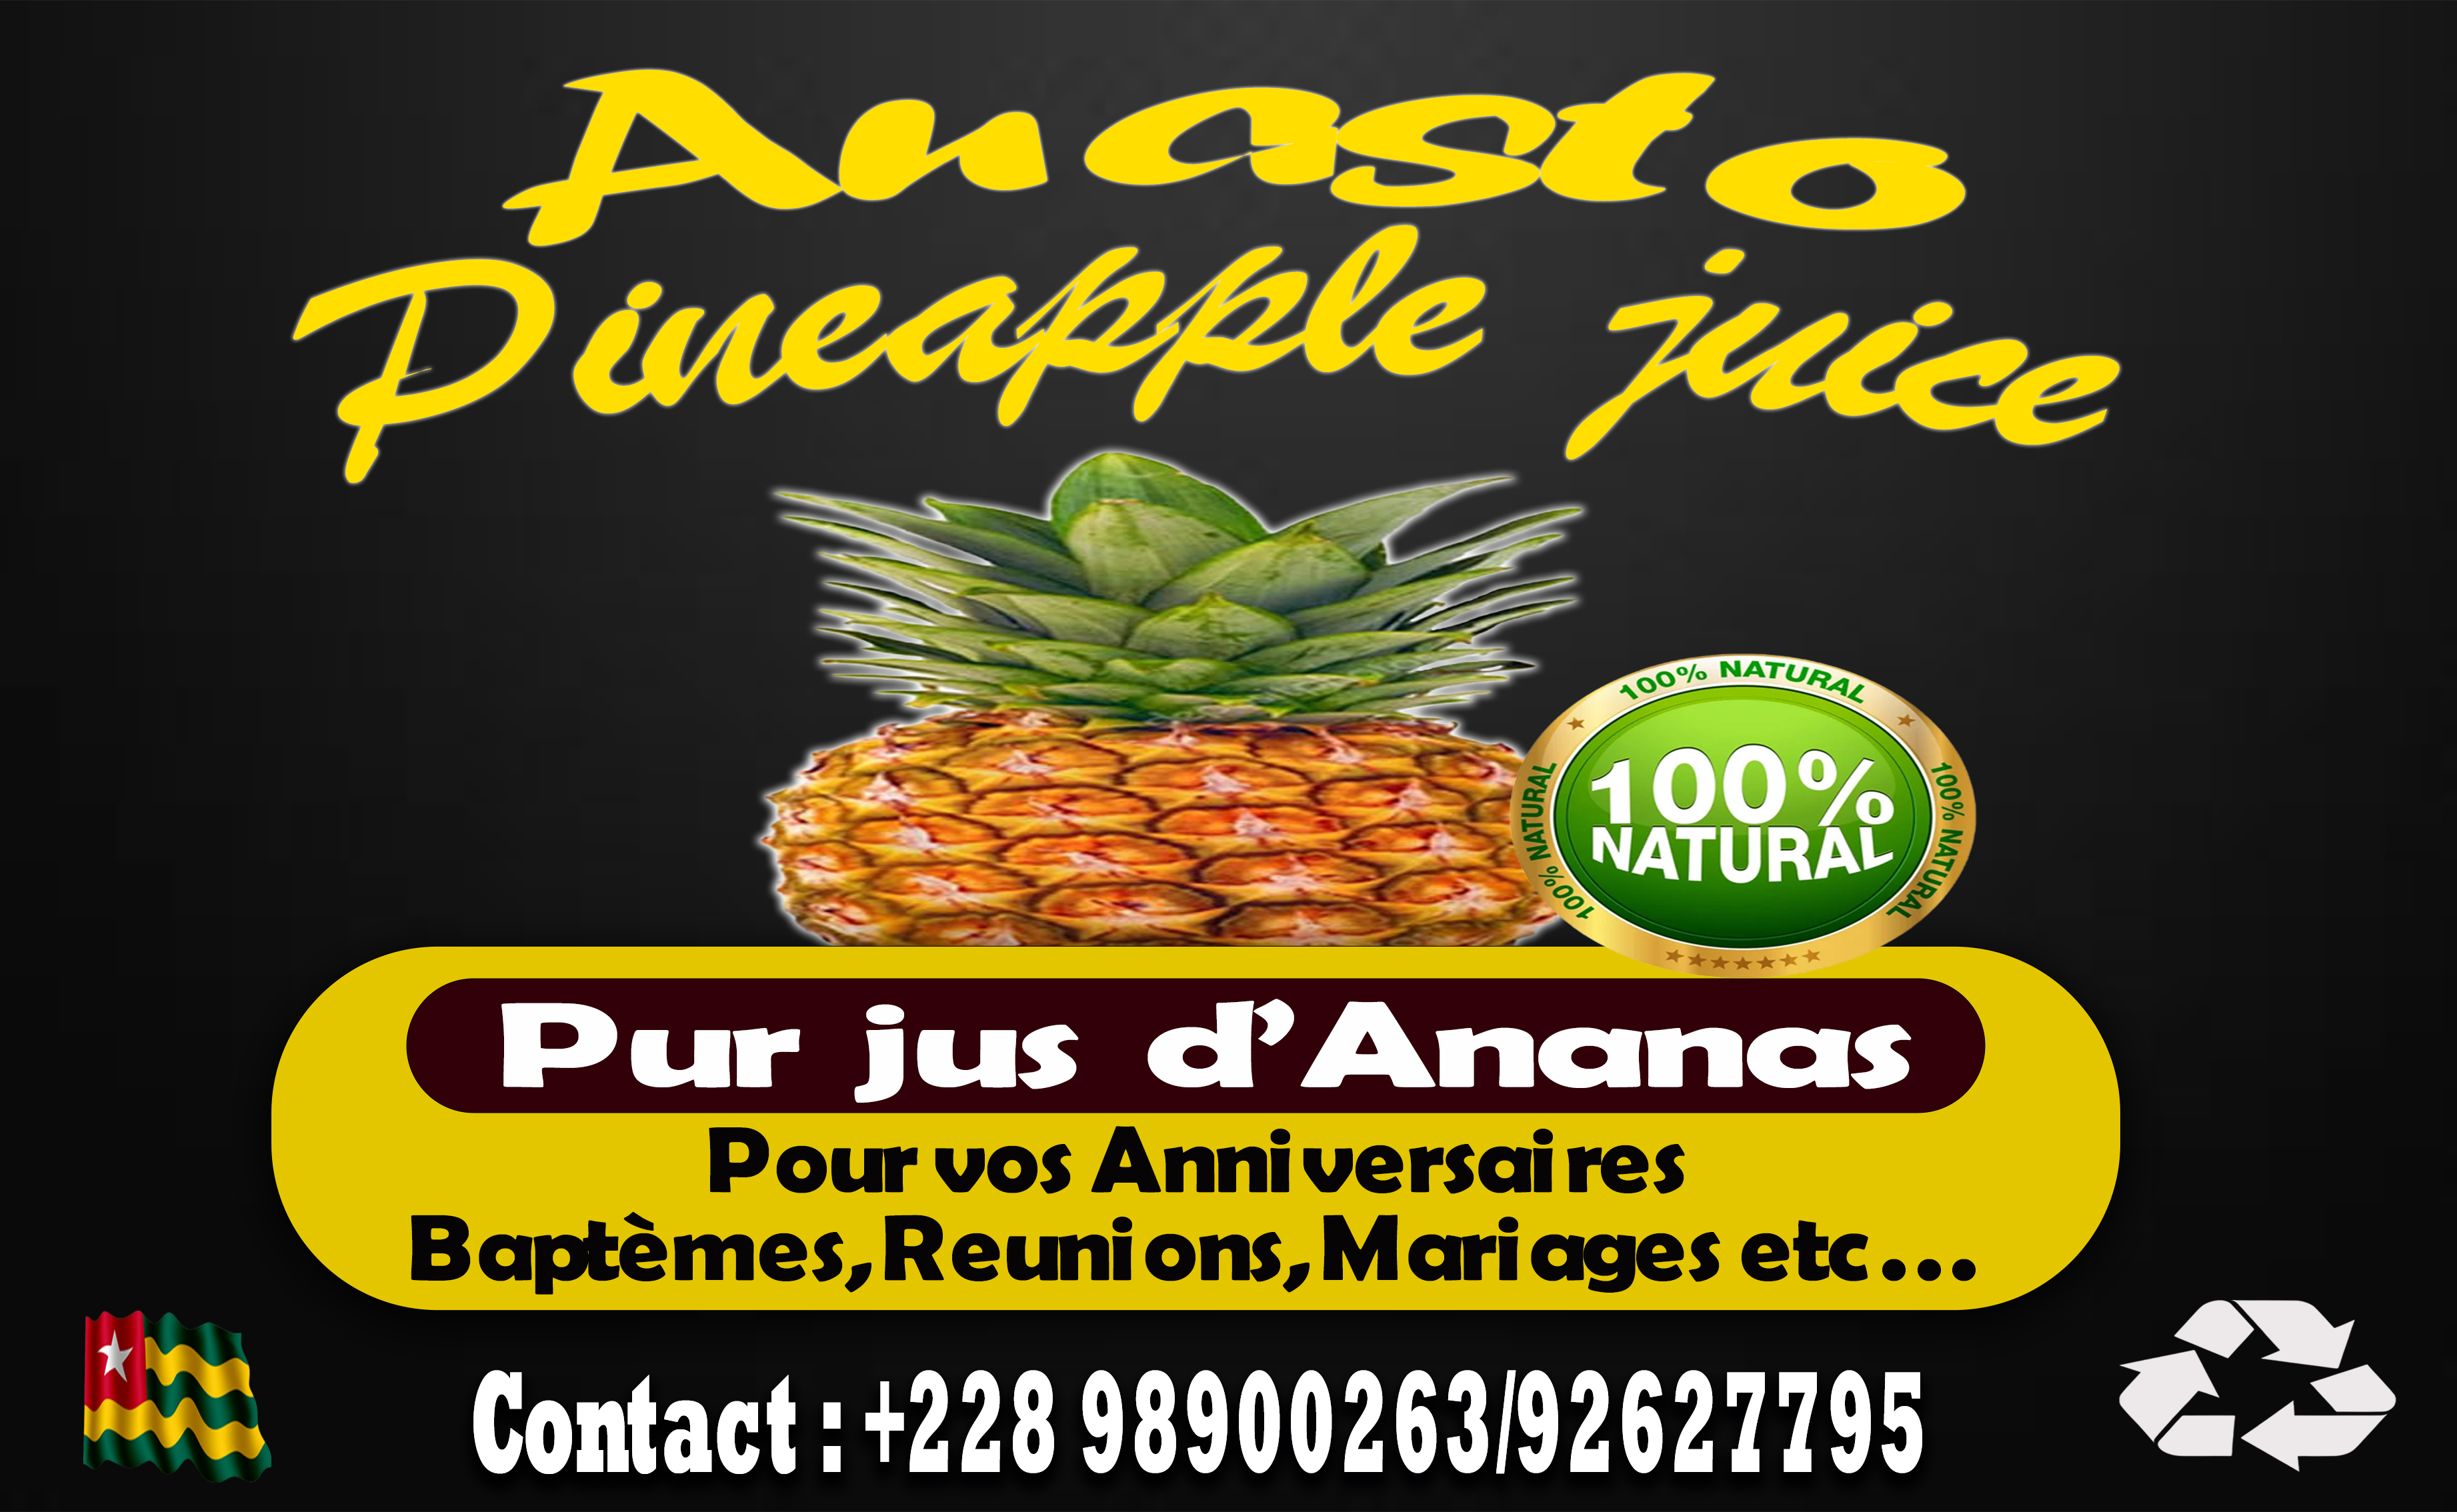 Anasto
Pineapple juice
100% NATURAL
100% NATURAL
100% NATURAL
100%
NATURAL
Pur jus d'Ananas
Pour vos Anniversaires
Baptèmes, Reunions, Mariages etc...
Contact : +228 98900263/92627795